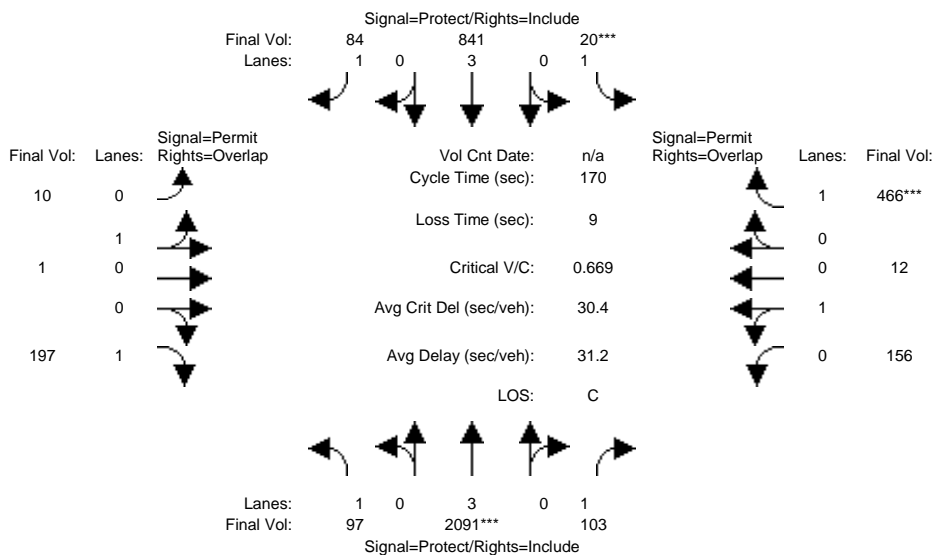 Signal=Protect/Rights=Include
Final Vol: 84 841 20***
Lanes: 1 0 3 0 1
Signal=Permit Signal=Permit
Final Vol: Lanes: Rights=Overlap Vol Cnt Date: n/a Rights=Overlap Lanes: Final Vol:
Cycle Time (sec): 170
10 0 1 466***
Loss Time (sec): 9
1 0
1 0 Critical V/C: 0.669 0 12
0 Avg Crit Del (sec/veh): 30.4 1
197 1 Avg Delay (sec/veh): 31.2 0 156
LOS: C
Lanes: 1 0 3 0 1
Final Vol: 97 2091*** 103
Signal=Protect/Rights=Include